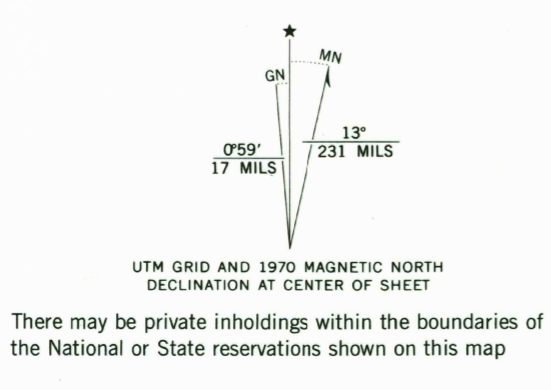 ★
MN
GN
0°59′
17 MILS
13°
231 MILS
UTM GRID AND 1970 MAGNETIC NORTH
DECLINATION AT CENTER OF SHEET
There may be private inholdings within the boundaries of
the National or State reservations shown on this map